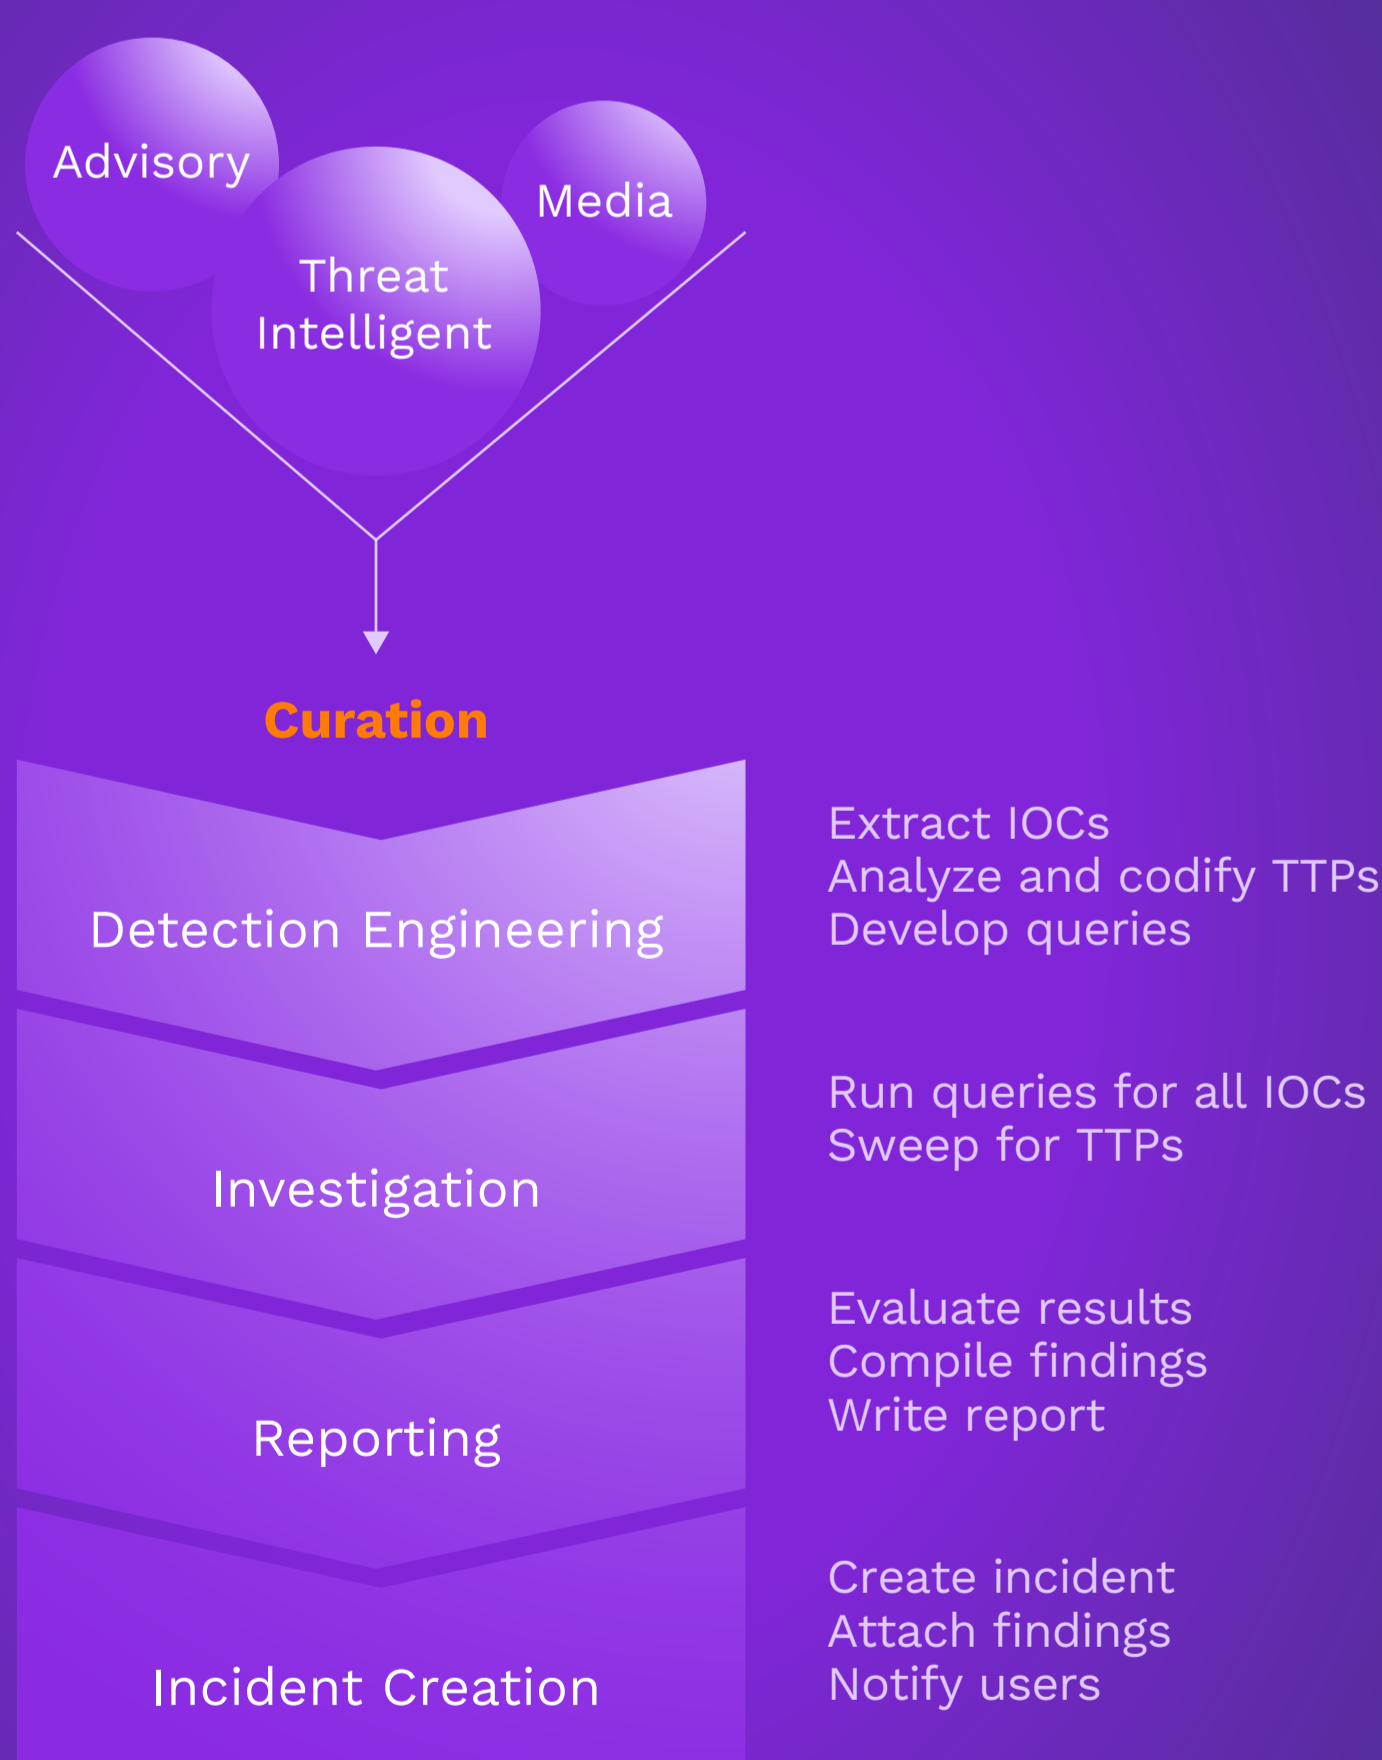 Advisory
Media
Threat
Intelligent
Curation
Detection Engineering
Extract IOCs
Analyze and codify TTPs
Develop queries
Investigation
Run queries for all IOCs
Sweep for TTPs
Reporting
Evaluate results
Compile findings
Write report
Incident Creation
Create incident
Attach findings
Notify users